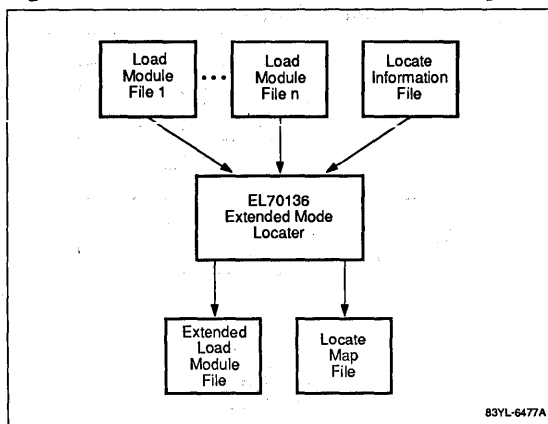 Load
Module
File 1
Load
Module
File n
Locate
Information
File
EL70136
Extended Mode
Locater
Extended
Load
Module
File
Locate
Map
File
83YL-6477A